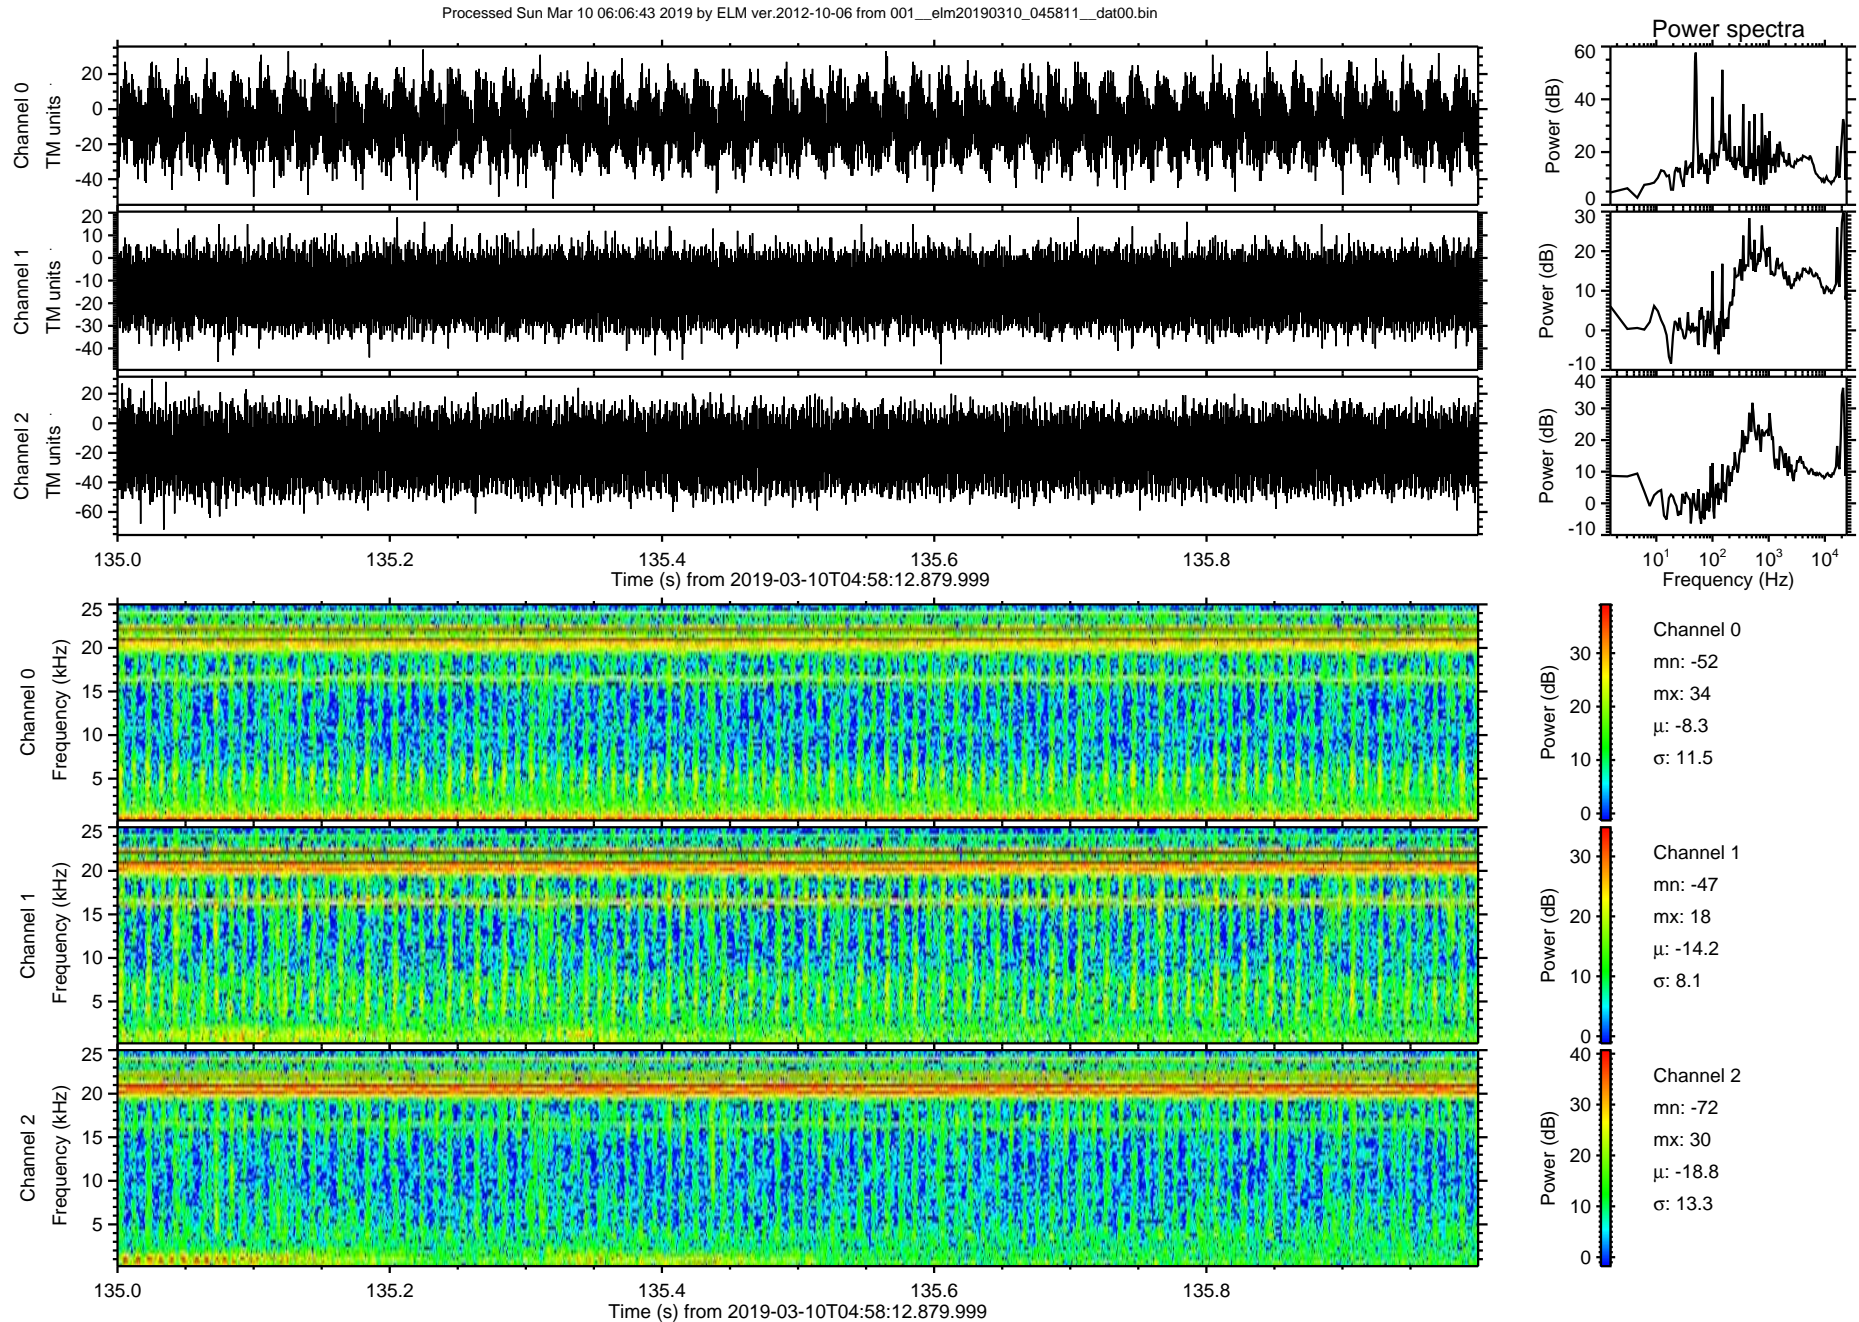 Processed Sun Mar 10 06:06:43 2019 by ELM ver.2012-10-06 from 001__elm20190310_045811__dat00.bin
Power spectra
Channel 0
TM units
20
0
-20
-40
Power (dB)
60
40
20
0
Channel 1
TM units
20
10
0
-10
-20
-30
-40
Power (dB)
30
20
10
0
-10
Channel 2
TM units
20
0
-20
-40
-60
Power (dB)
40
30
20
10
0
-10
135.0 135.2 135.4 135.6 135.8
Time (s) from 2019-03-10T04:58:12.879.999
10^1 10^2 10^3 10^4
Frequency (Hz)
Channel 0
Frequency (kHz)
25
20
15
10
5
Power (dB)
30
20
10
0
Channel 0
mn: -52
mx: 34
μ: -8.3
σ: 11.5
Channel 1
Frequency (kHz)
25
20
15
10
5
Power (dB)
30
20
10
0
Channel 1
mn: -47
mx: 18
μ: -14.2
σ: 8.1
Channel 2
Frequency (kHz)
25
20
15
10
5
Power (dB)
40
30
20
10
0
Channel 2
mn: -72
mx: 30
μ: -18.8
σ: 13.3
135.0 135.2 135.4 135.6 135.8
Time (s) from 2019-03-10T04:58:12.879.999